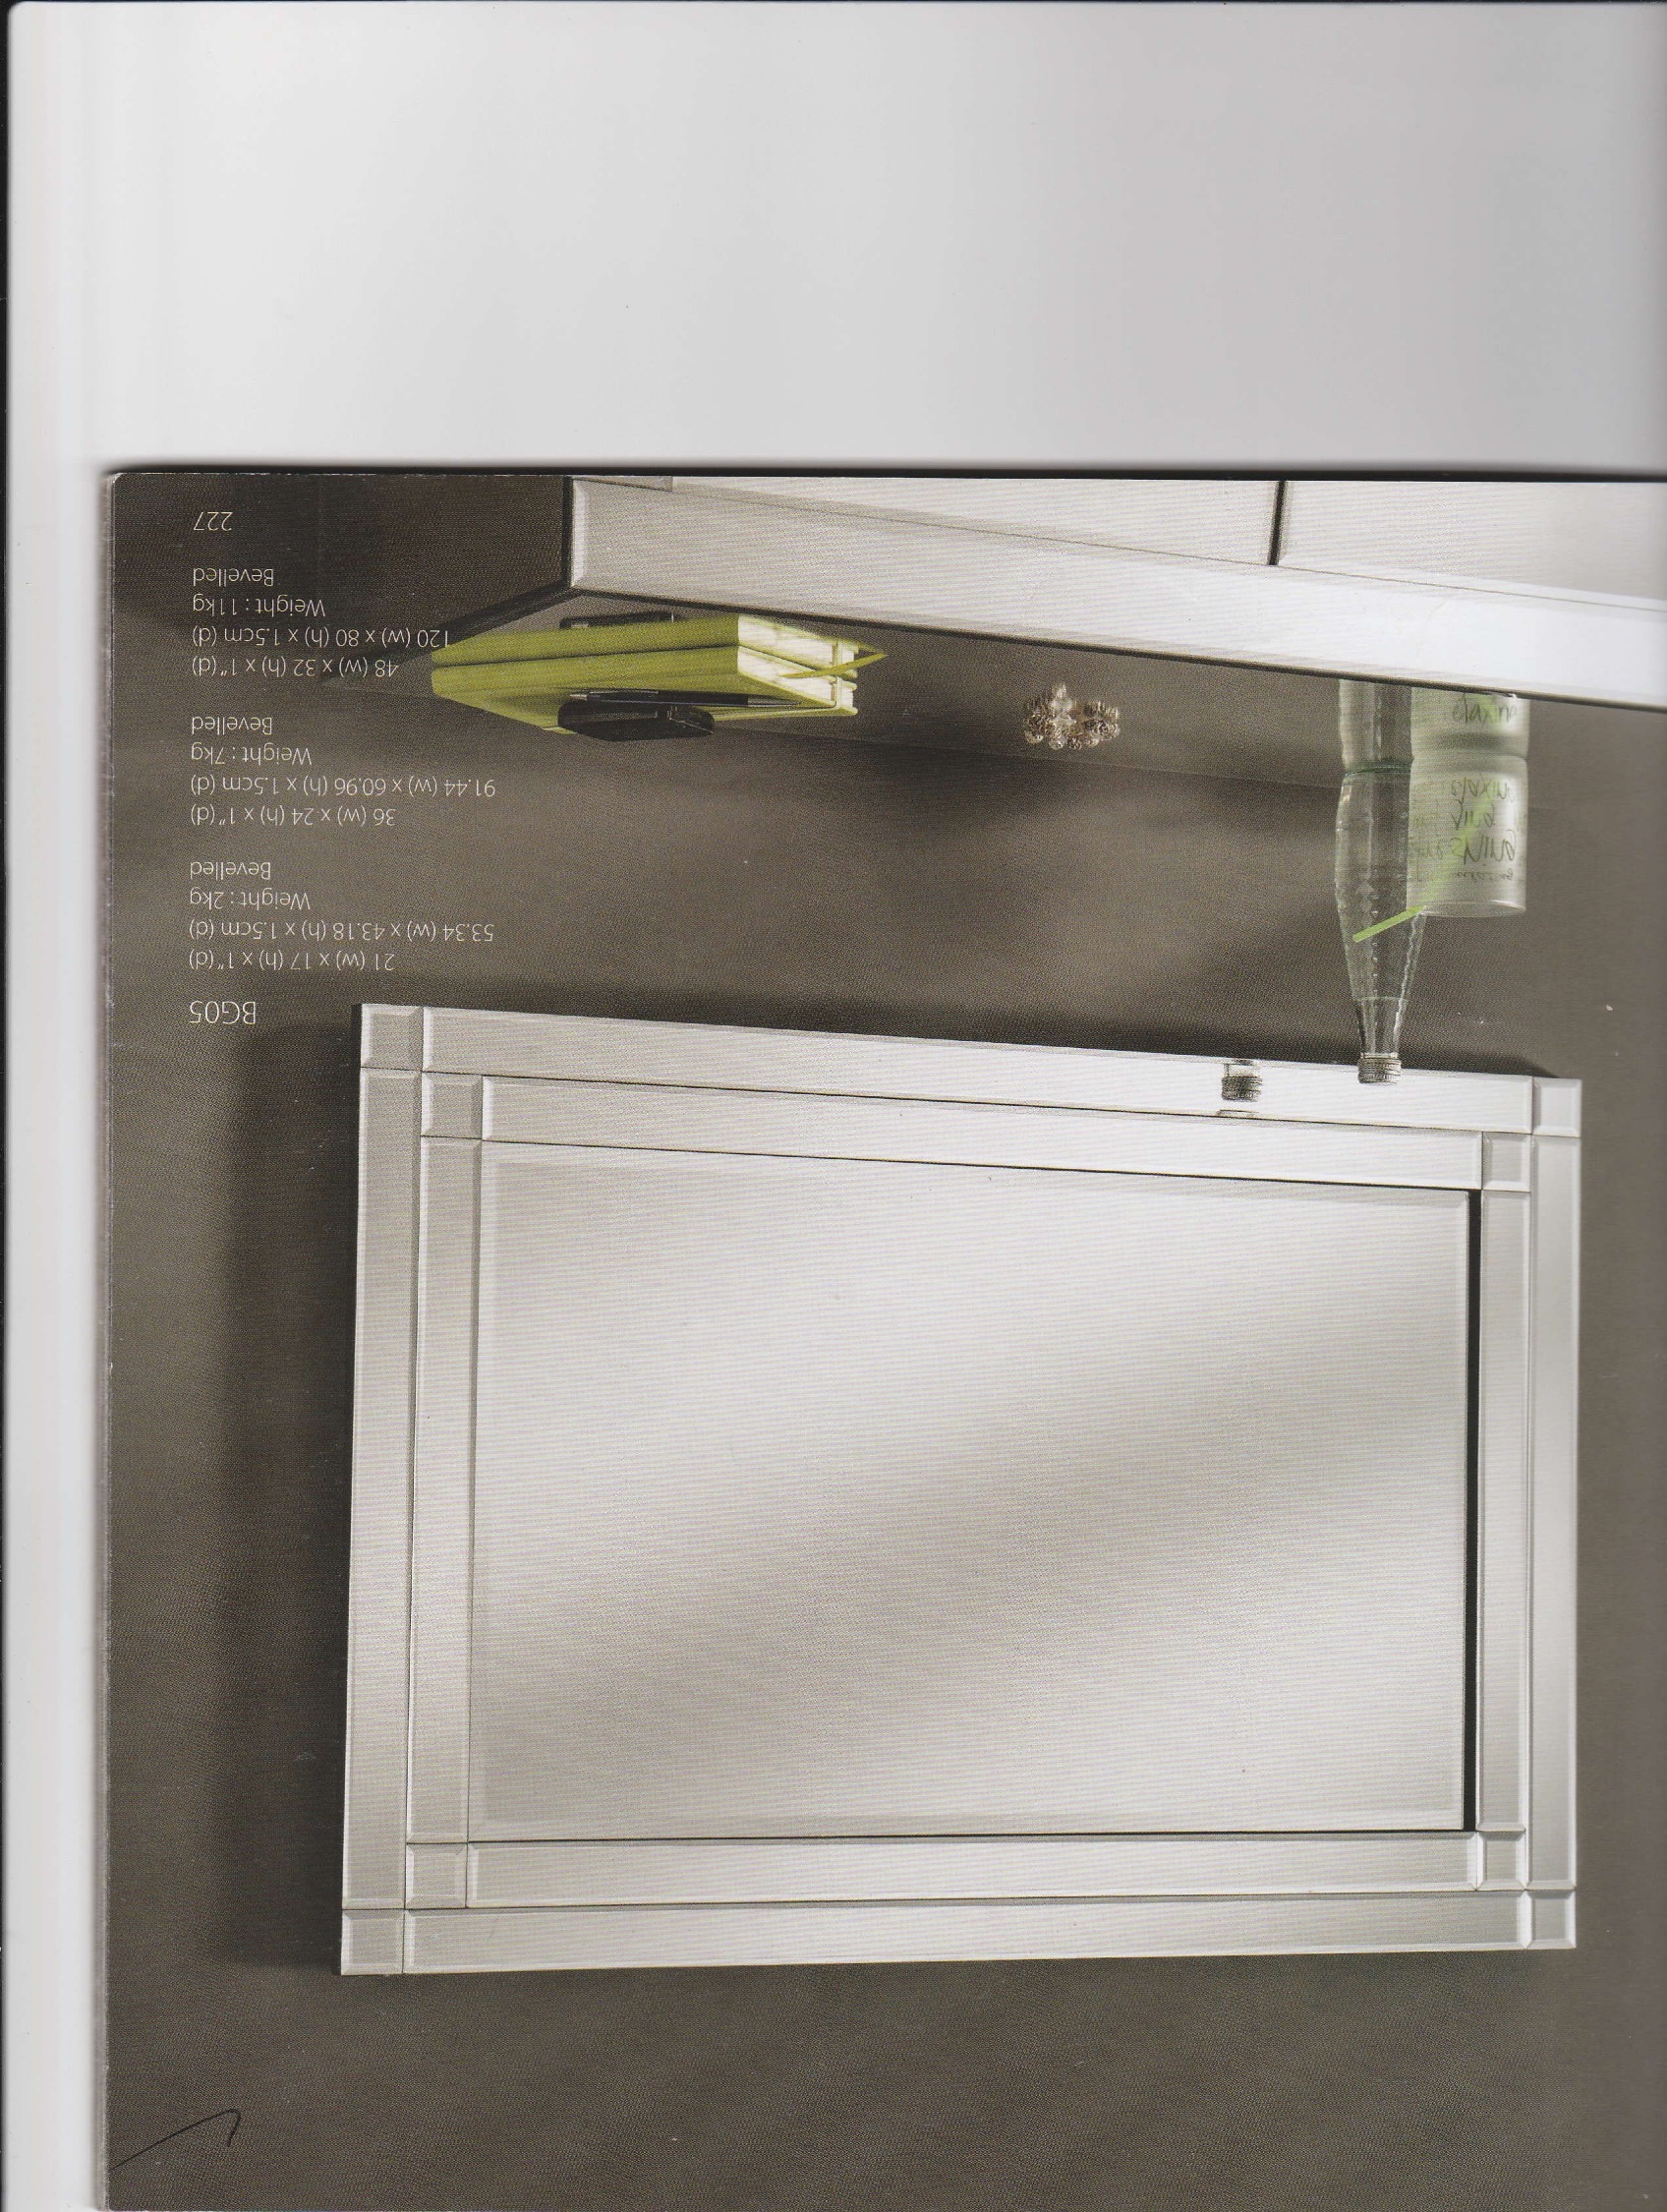 BG05
21 (w) x 17 (h) x 1"(d)
53.34 (w) x 43.18 (h) x 1.5cm (d)
Weight : 2kg
Bevelled
36 (w) x 24 (h) x 1"(d)
91.44 (w) x 60.96 (h) x 1.5cm (d)
Weight : 7kg
Bevelled
48 (w) x 32 (h) x 1"(d)
120 (w) x 80 (h) x 1.5cm (d)
Weight : 11kg
Bevelled
227